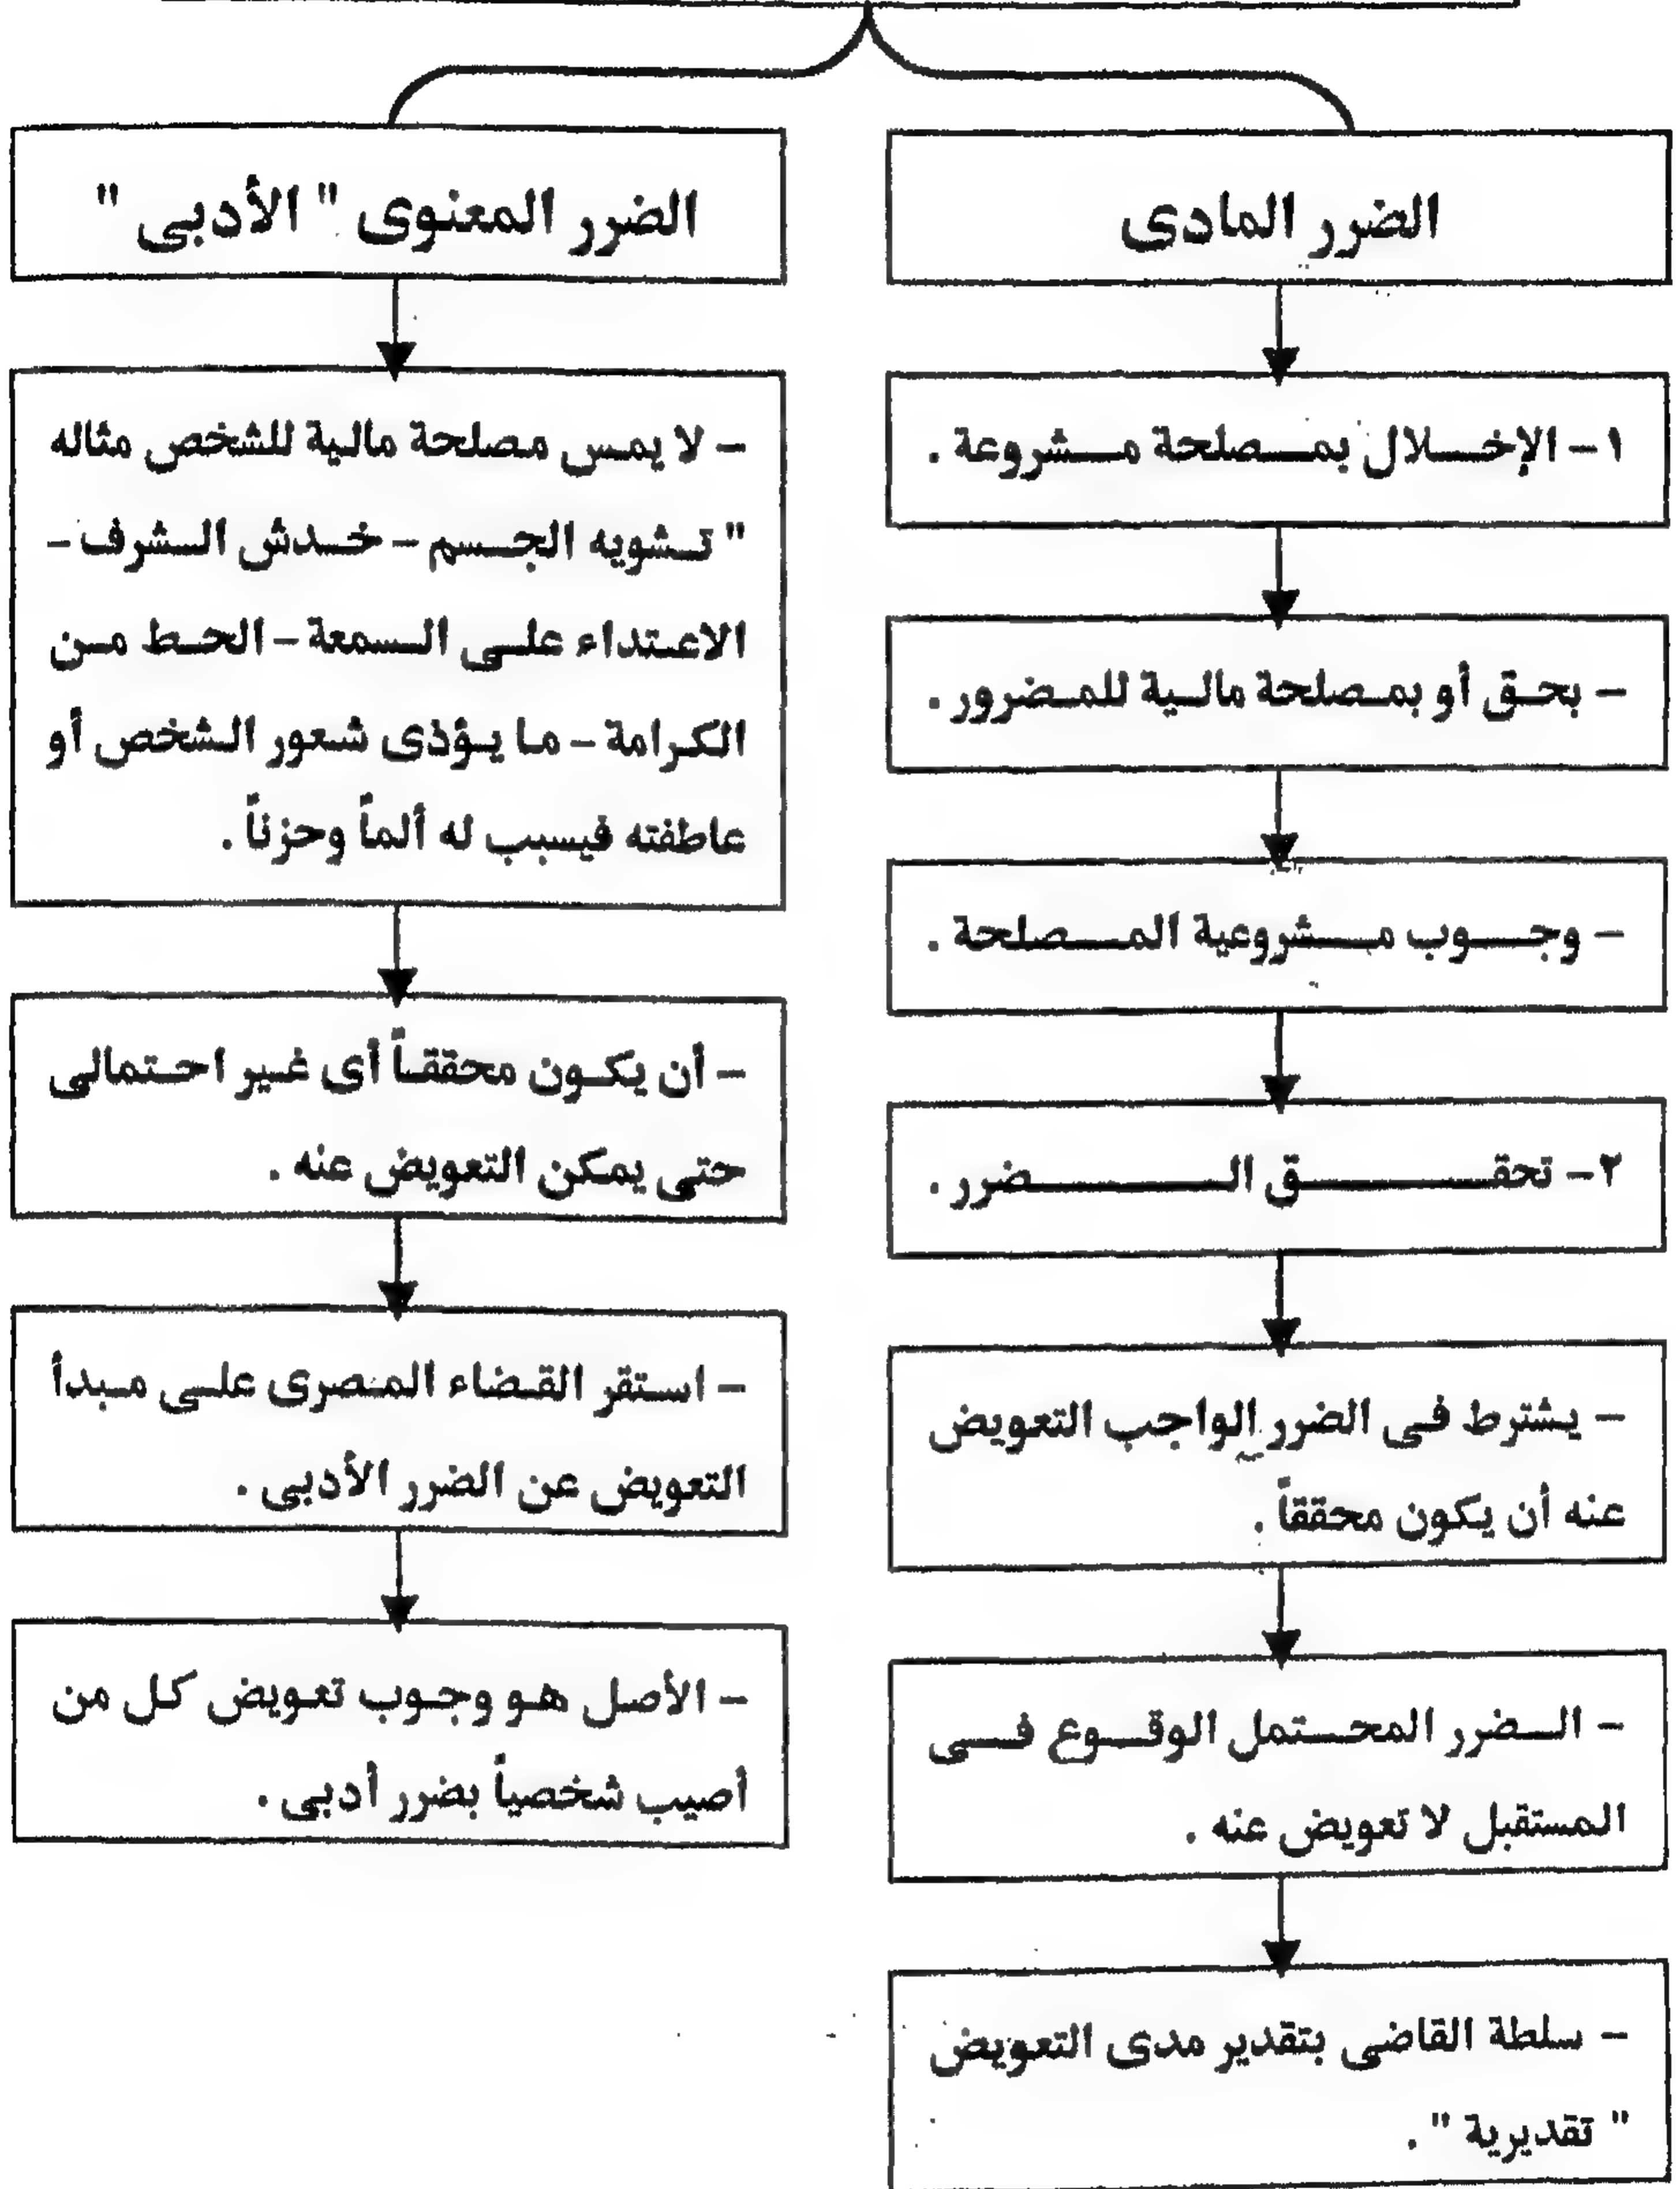 الضرر المادى
١ – الإخلال بمصلحة مشروعة .
– بحق أو بمصلحة مالية للمضرور .
– وجوب مشروعية المصلحة .
٢ – تحقق الضرر .
– يشترط فى الضرر الواجب التعويض
عنه أن يكون محققاً .
– الضرر المحتمل الوقوع فى
المستقبل لا تعويض عنه .
– سلطة القاضى بتقدير مدى التعويض
" تقديرية " .
الضرر المعنوى " الأدبى "
– لا يمس مصلحة مالية للشخص مثاله
" تشويه الجسم – خدش الشرف –
الاعتداء على السمعة – الحط من
الكرامة – ما يؤذى شعور الشخص أو
عاطفته فيسبب له ألماً وحزناً .
– أن يكون محققاً أى غير احتمالى
حتى يمكن التعويض عنه .
– استقر القضاء المصرى على مبدأ
التعويض عن الضرر الأدبى .
– الأصل هو وجوب تعويض كل من
أصيب شخصياً بضرر أدبى .